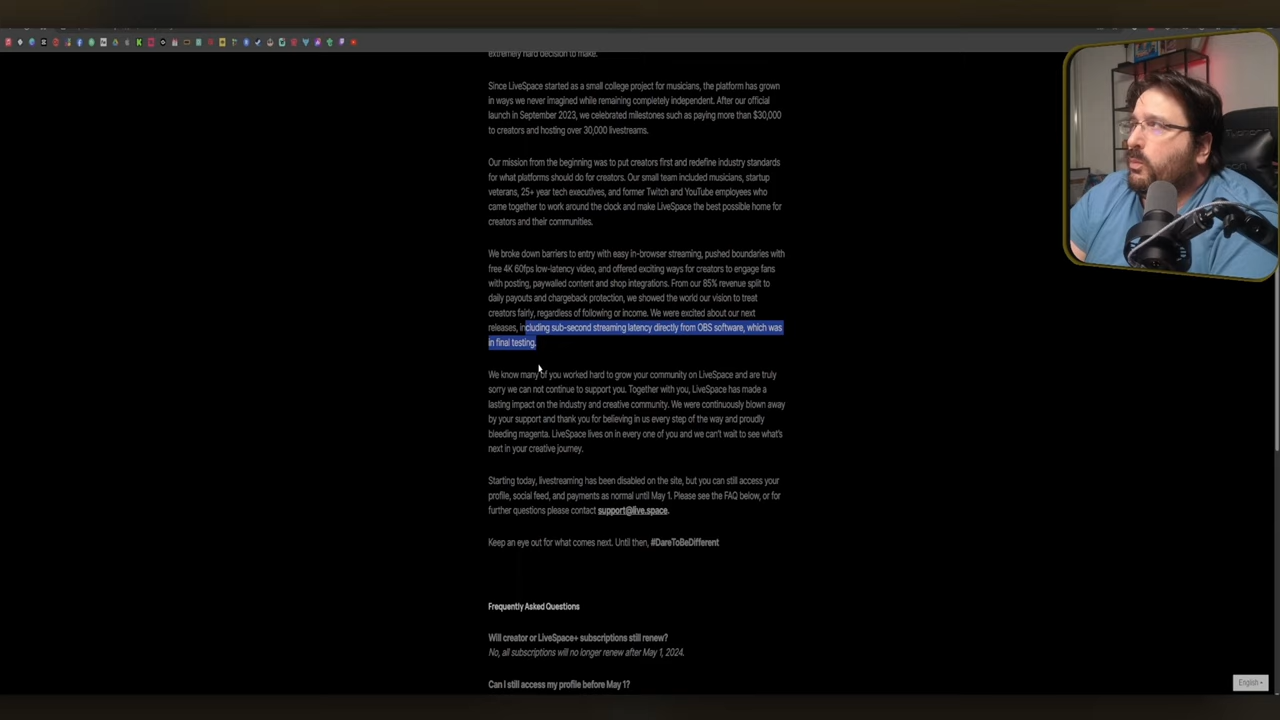 extremely hard decision to make.
Since LiveSpace started as a small college project for musicians, the platform has grown
in ways we never imagined while remaining completely independent. After our official
launch in September 2023, we celebrated milestones such as paying more than $30,000
to creators and hosting over 30,000 livestreams.
Our mission from the beginning was to put creators first and redefine industry standards
for what platforms should do for creators. Our small team included musicians, startup
veterans, 25+ year tech executives, and former Twitch and YouTube employees who
came together to work around the clock and make LiveSpace the best possible home for
creators and their communities.
We broke down barriers to entry with easy in-browser streaming, pushed boundaries with
free 4K 60fps low-latency video, and offered exciting ways for creators to engage fans
with posting, paywalled content and shop integrations. From our 85% revenue split to
daily payouts and chargeback protection, we showed the world our vision to treat
creators fairly, regardless of following or income. We were excited about our next
releases, including sub-second streaming latency directly from OBS software, which was
in final testing.
We know many of you worked hard to grow your community on LiveSpace and are truly
sorry we can not continue to support you. Together with you, LiveSpace has made a
lasting impact on the industry and creative community. We were continuously blown away
by your support and thank you for believing in us every step of the way and proudly
bleeding magenta. LiveSpace lives on in every one of you and we can't wait to see what's
next in your creative journey.
Starting today, livestreaming has been disabled on the site, but you can still access your
profile, social feed, and payments as normal until May 1. Please see the FAQ below, or for
further questions please contact support@live.space.
Keep an eye out for what comes next. Until then, #DareToBeDifferent
Frequently Asked Questions
Will creator or LiveSpace+ subscriptions still renew?
No, all subscriptions will no longer renew after May 1, 2024.
Can I still access my profile before May 1?
English